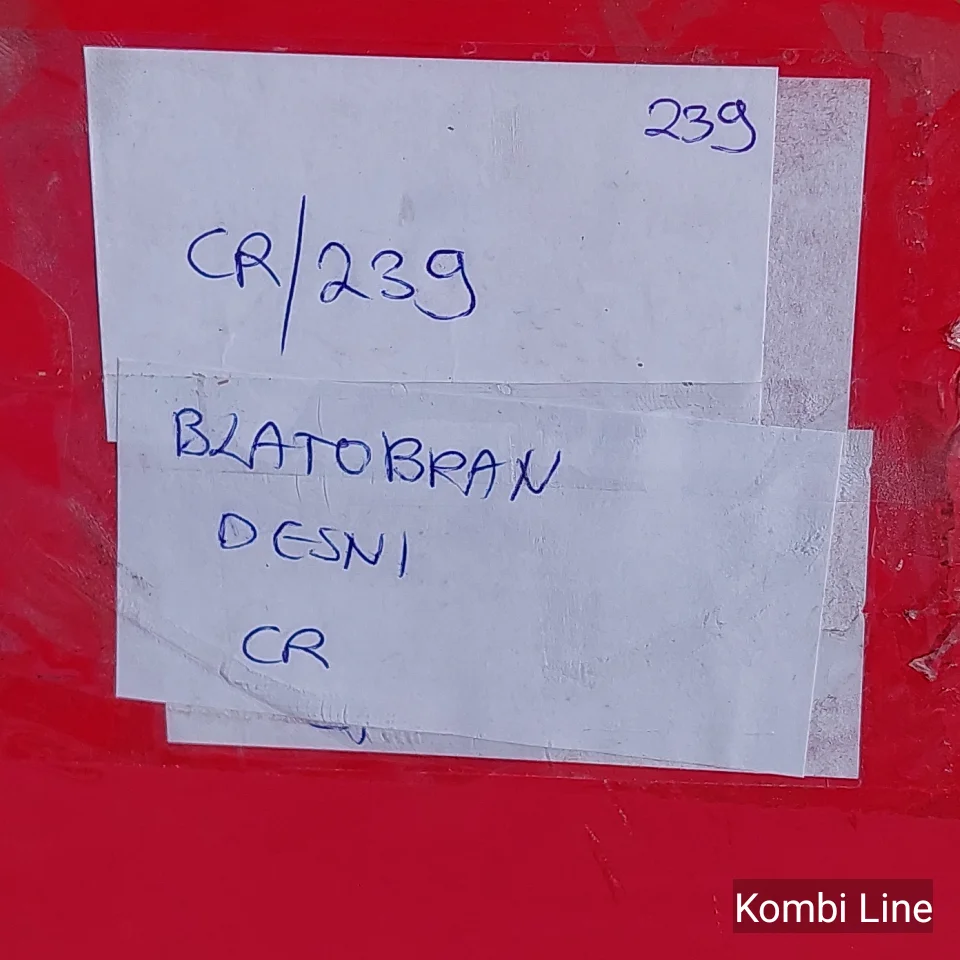 239
CR/239
BLATOBRAN
DESNI
CR
Kombi Line